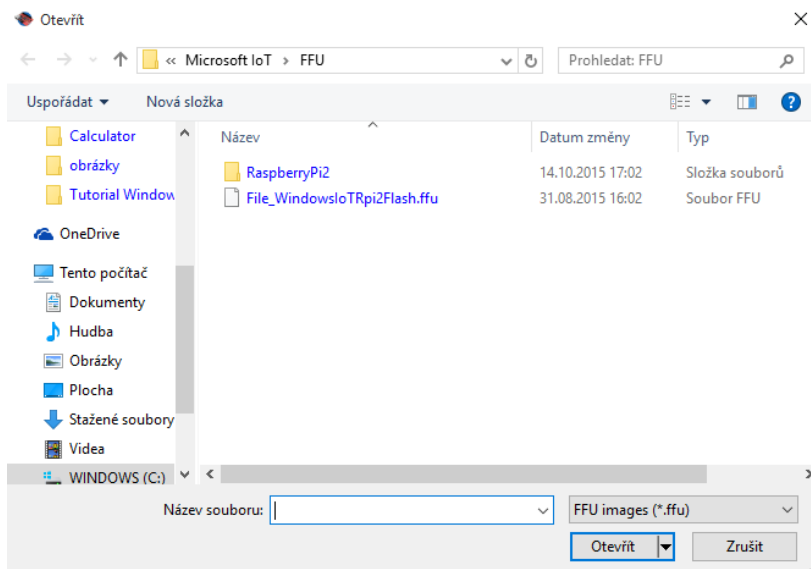 Otevřít
« Microsoft IoT > FFU
Prohledat: FFU
Uspořádat
Nová složka
?
Calculator
obrázky
Tutorial Window
OneDrive
Tento počítač
Dokumenty
Hudba
Obrázky
Plocha
Stažené soubory
Videa
WINDOWS (C:)
Název Datum změny Typ
RaspberryPi2 14.10.2015 17:02 Složka souborů
File_WindowsIoTRpi2Flash.ffu 31.08.2015 16:02 Soubor FFU
Název souboru:
FFU images (*.ffu)
Otevřít
Zrušit